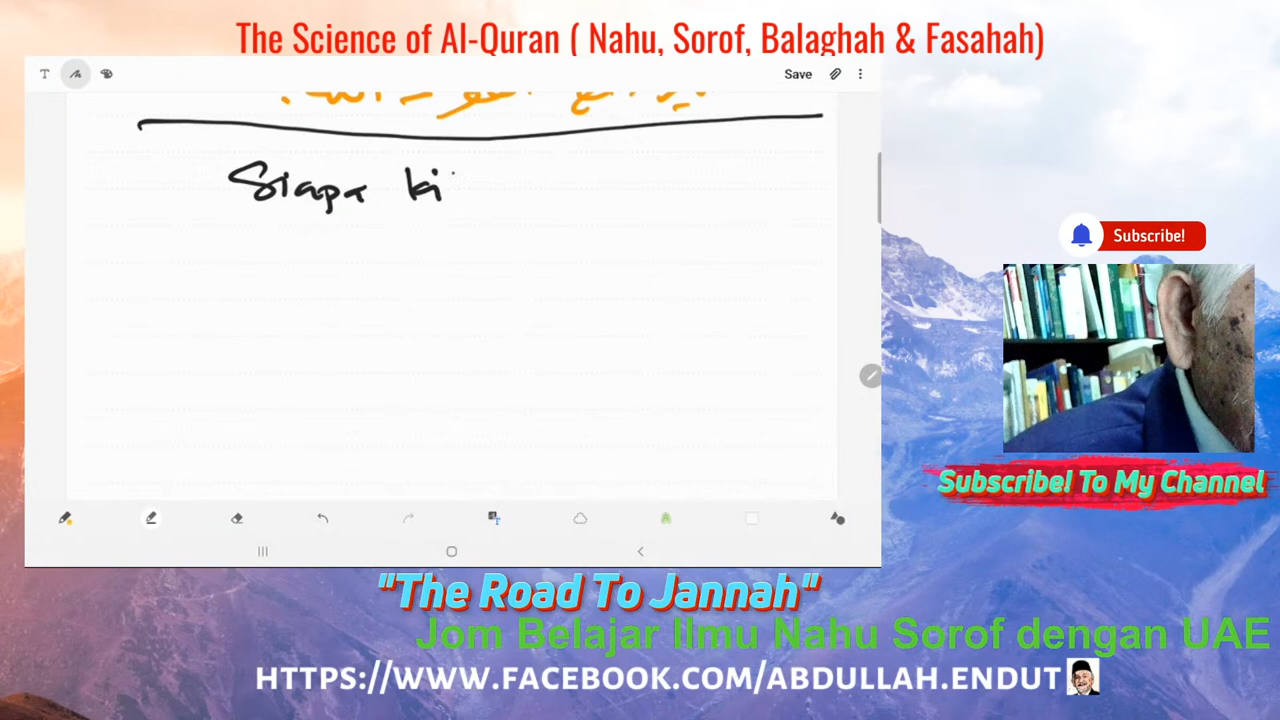 The Science of Al-Quran ( Nahu, Sorof, Balaghah & Fasahah)
T
Save
Siapa ki
Subscribe!
Subscribe! To My Channel
"The Road To Jannah"
Jom Belajar Ilmu Nahu Sorof dengan UAE
HTTPS://WWW.FACEBOOK.COM/ABDULLAH.ENDUT